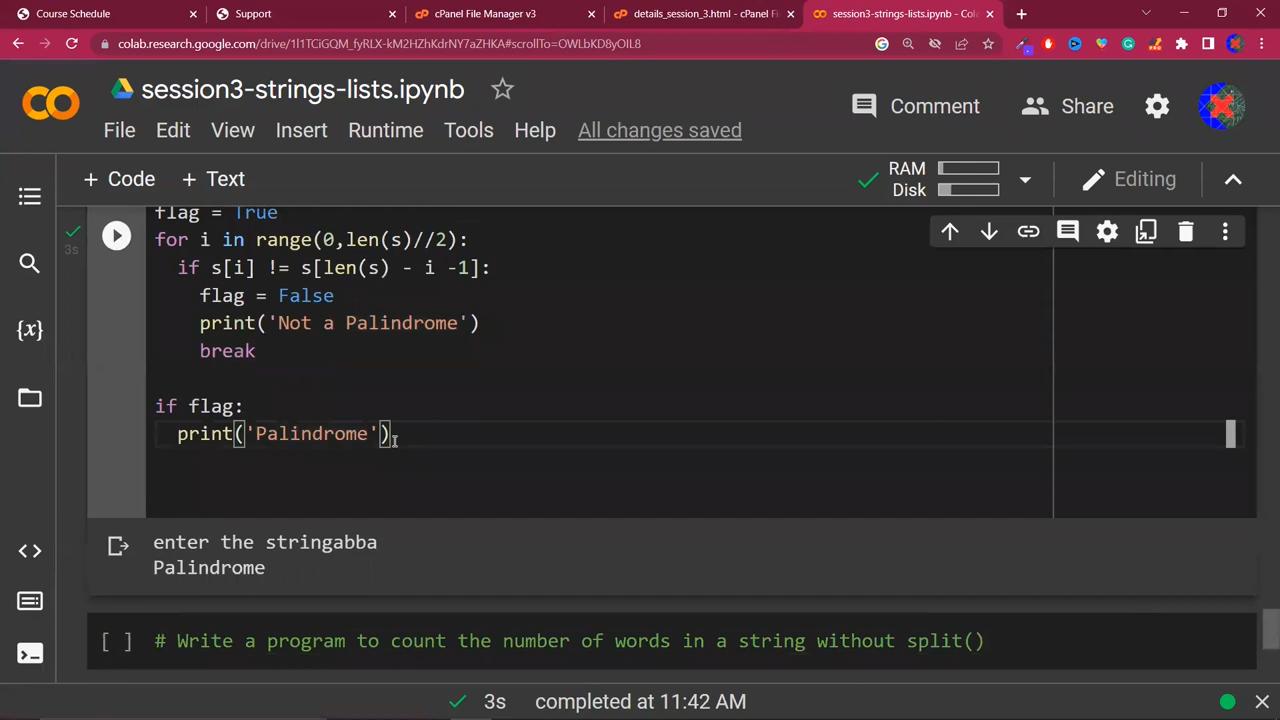 Course Schedule
Support
cPanel File Manager v3
details_session_3.html - cPanel Fi
session3-strings-lists.ipynb - Cola
colab.research.google.com/drive/1l1TCiGQM_fyRLX-kM2HZhKdrNY7aZHKA#scrollTo=OWLbKD8yOIL8
session3-strings-lists.ipynb
Comment
Share
File Edit View Insert Runtime Tools Help All changes saved
+ Code + Text
RAM
Disk
Editing
flag = True
3s
for i in range(0,len(s)//2):
if s[i] != s[len(s) - i -1]:
flag = False
print('Not a Palindrome')
break
if flag:
print('Palindrome')
enter the stringabba
Palindrome
[ ] # Write a program to count the number of words in a string without split()
3s completed at 11:42 AM